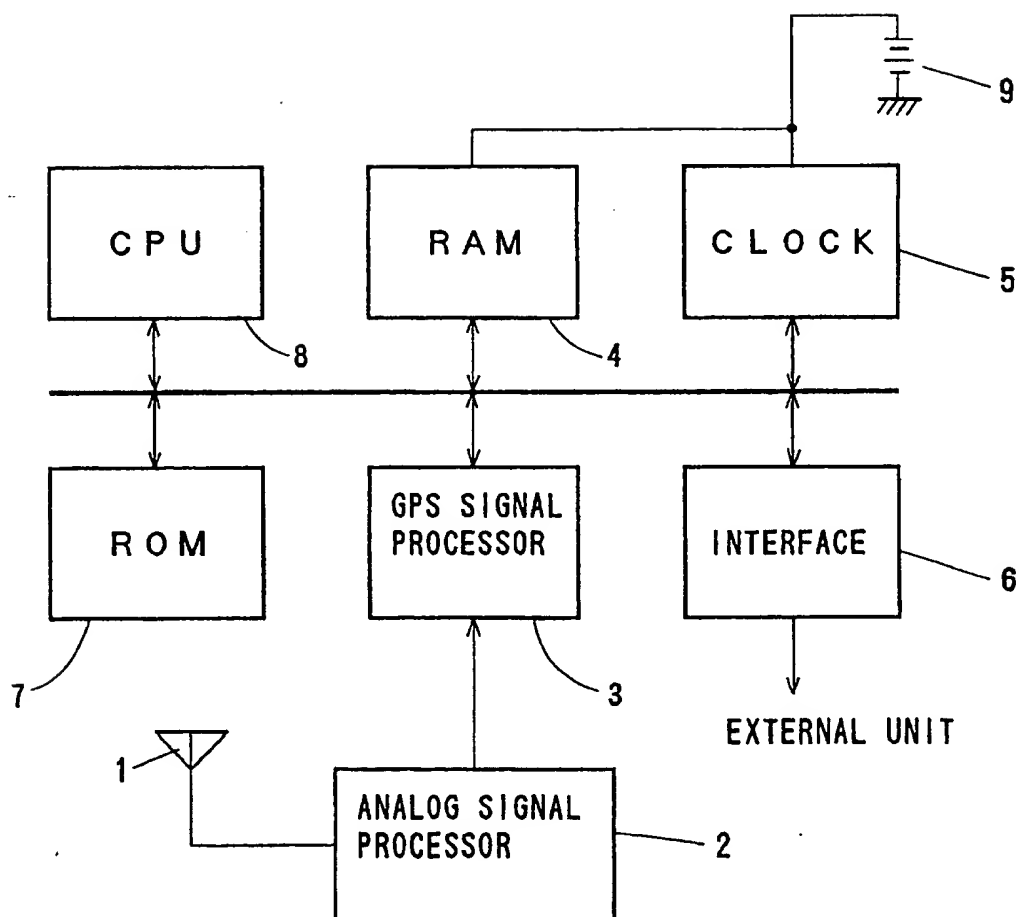 9
CPU
RAM
CLOCK
5
8
4
ROM
GPS SIGNAL
PROCESSOR
INTERFACE
6
7
3
EXTERNAL UNIT
1
ANALOG SIGNAL
PROCESSOR
2